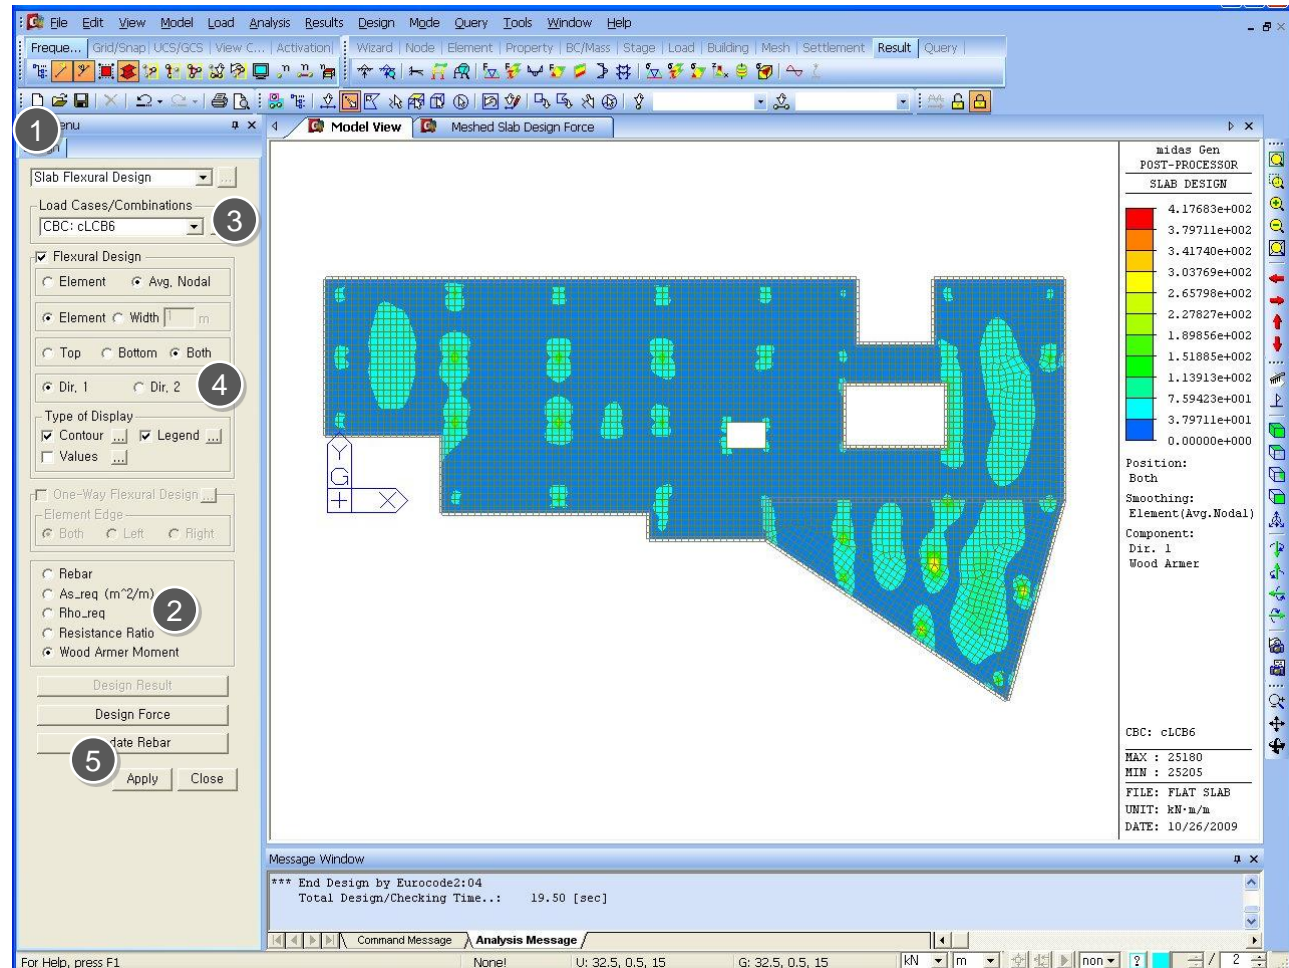 File Edit View Model Load Analysis Results Design Mode Query Tools Window Help
Freque... Grid/Snap UCS/GCS View C... Activation Wizard Node Element Property BC/Mass Stage Load Building Mesh Settlement Result Query
1 enu
Model View Meshed Slab Design Force
Slab Flexural Design ...
Load Cases/Combinations
CBC: cLCB6 3
Flexural Design
Element Avg. Nodal
Element Width 1 m
Top Bottom Both
Dir. 1 Dir. 2 4
Type of Display
Contour ... Legend ...
Values ...
One-Way Flexural Design ...
Element Edge
Both Left Right
Rebar
As_req (m^2/m)
Rho_req 2
Resistance Ratio
Wood Armer Moment
Design Result
Design Force
date Rebar
5
Apply Close
Y
G
+ X
midas Gen
POST-PROCESSOR
SLAB DESIGN
4.17683e+002
3.79711e+002
3.41740e+002
3.03769e+002
2.65798e+002
2.27827e+002
1.89856e+002
1.51885e+002
1.13913e+002
7.59423e+001
3.79711e+001
0.00000e+000
Position:
Both
Smoothing:
Element(Avg.Nodal)
Component:
Dir. 1
Wood Armer
CBC: cLCB6
MAX : 25180
MIN : 25205
FILE: FLAT SLAB
UNIT: kN·m/m
DATE: 10/26/2009
Message Window
*** End Design by Eurocode2:04
Total Design/Checking Time..: 19.50 [sec]
Command Message Analysis Message
For Help, press F1 None! U: 32.5, 0.5, 15 G: 32.5, 0.5, 15 kN m non ? / 2